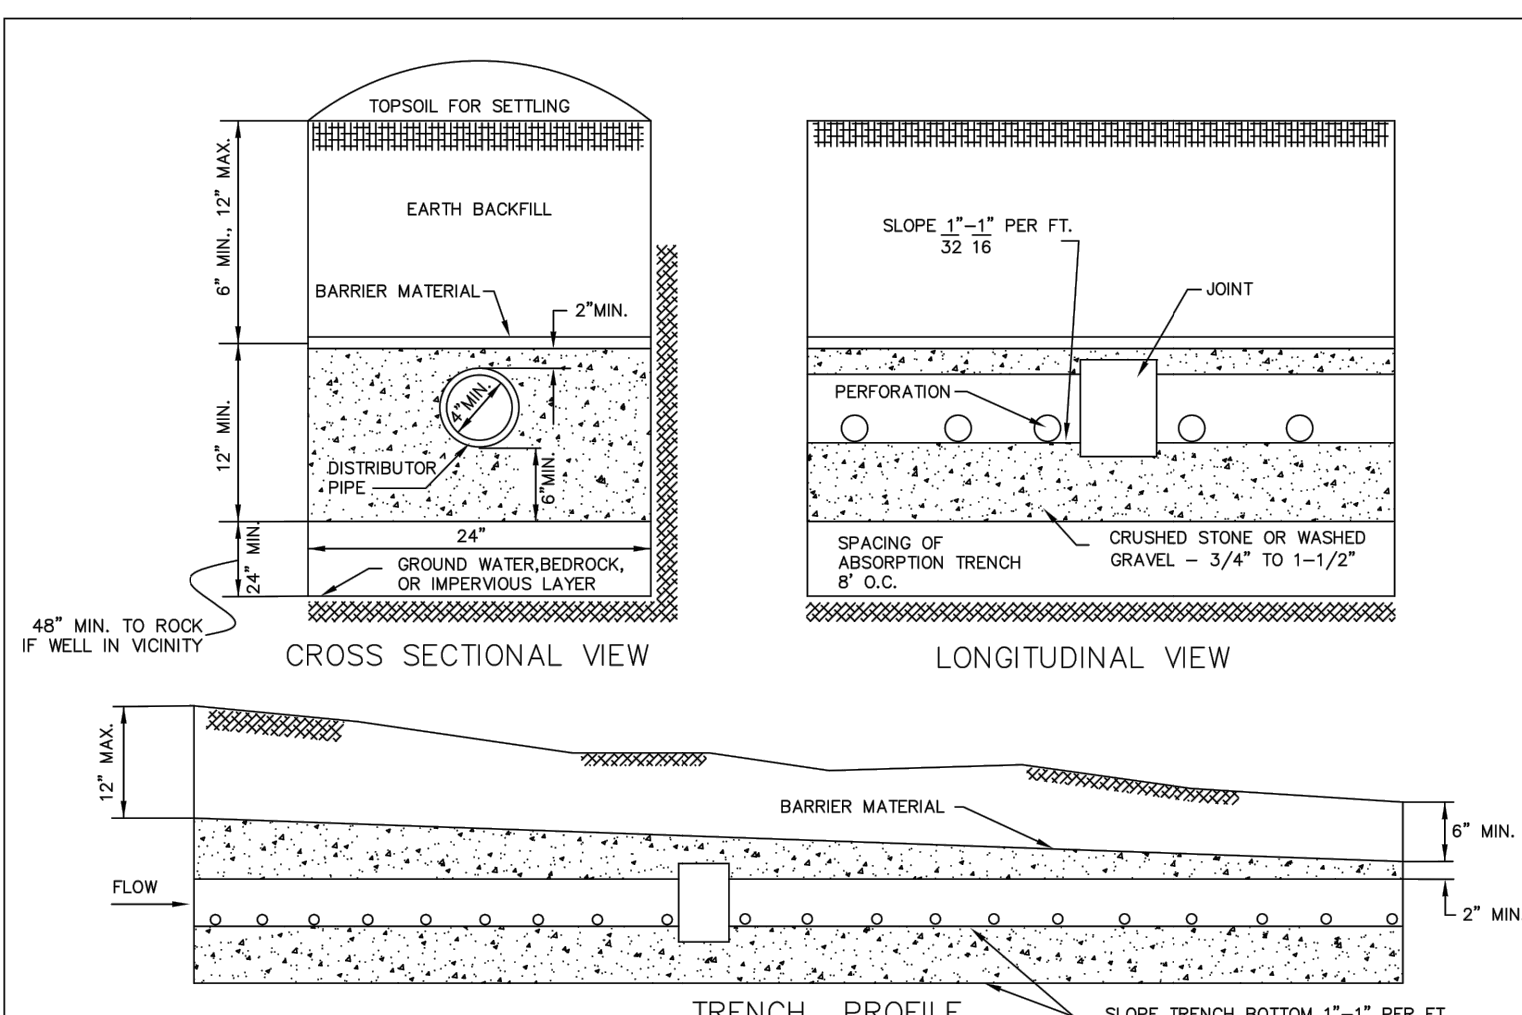 TOPSOIL FOR SETTLING
6” MIN., 12” MAX.
EARTH BACKFILL
BARRIER MATERIAL
2”MIN.
4”MIN.
12” MIN.
DISTRIBUTOR
PIPE
6”MIN.
24”
24” MIN.
GROUND WATER,BEDROCK,
OR IMPERVIOUS LAYER
48” MIN. TO ROCK
IF WELL IN VICINITY
CROSS SECTIONAL VIEW
SLOPE 1”–1” PER FT.
32 16
JOINT
PERFORATION
SPACING OF
ABSORPTION TRENCH
8’ O.C.
CRUSHED STONE OR WASHED
GRAVEL – 3/4” TO 1–1/2”
LONGITUDINAL VIEW
12” MAX.
BARRIER MATERIAL
6” MIN.
FLOW
2” MIN
TRENCH PROFILE
SLOPE TRENCH BOTTOM 1”–1” PER FT